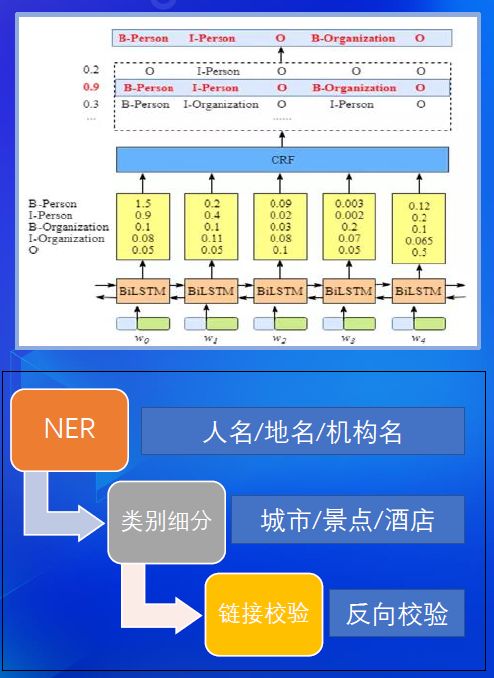 B-Person I-Person O B-Organization O
0.2 O I-Person O O O
0.9 B-Person I-Person O B-Organization O
0.3 B-Person I-Organization O I-Person O
... ......
CRF
B-Person 1.5 0.2 0.09 0.003 0.12
I-Person 0.9 0.4 0.02 0.002 0.2
B-Organization 0.1 0.1 0.03 0.2 0.1
I-Organization 0.08 0.11 0.08 0.07 0.065
O 0.05 0.05 0.1 0.05 0.5
BiLSTM BiLSTM BiLSTM BiLSTM BiLSTM
w0 w1 w2 w3 w4
NER 人名/地名/机构名
类别细分 城市/景点/酒店
链接校验 反向校验